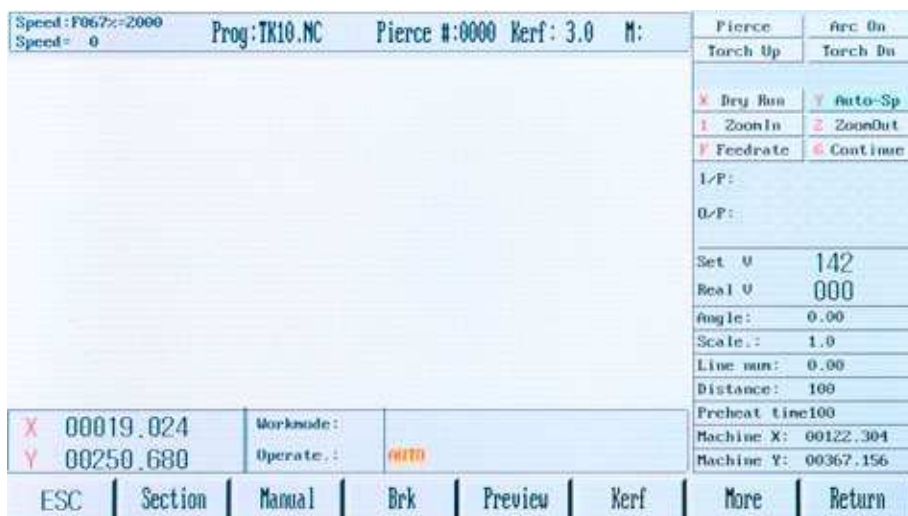 Speed:F067%=2000
Speed= 0
Prog:TK10.NC
Pierce #:0000
Kerf: 3.0
M:
Pierce
Arc On
Torch Up
Torch Dn
X Dry Run
Y Auto-Sp
1 ZoomIn
2 ZoomOut
F Feedrate
G Continue
I/P:
O/P:
Set V 142
Real V 000
Angle: 0.00
Scale.: 1.0
Line num: 0.00
Distance: 100
Preheat time100
Machine X: 00122.304
Machine Y: 00367.156
X 00019.024
Y 00250.680
Workmode:
Operate.: AUTO
ESC
Section
Manual
Brk
Preview
Kerf
More
Return